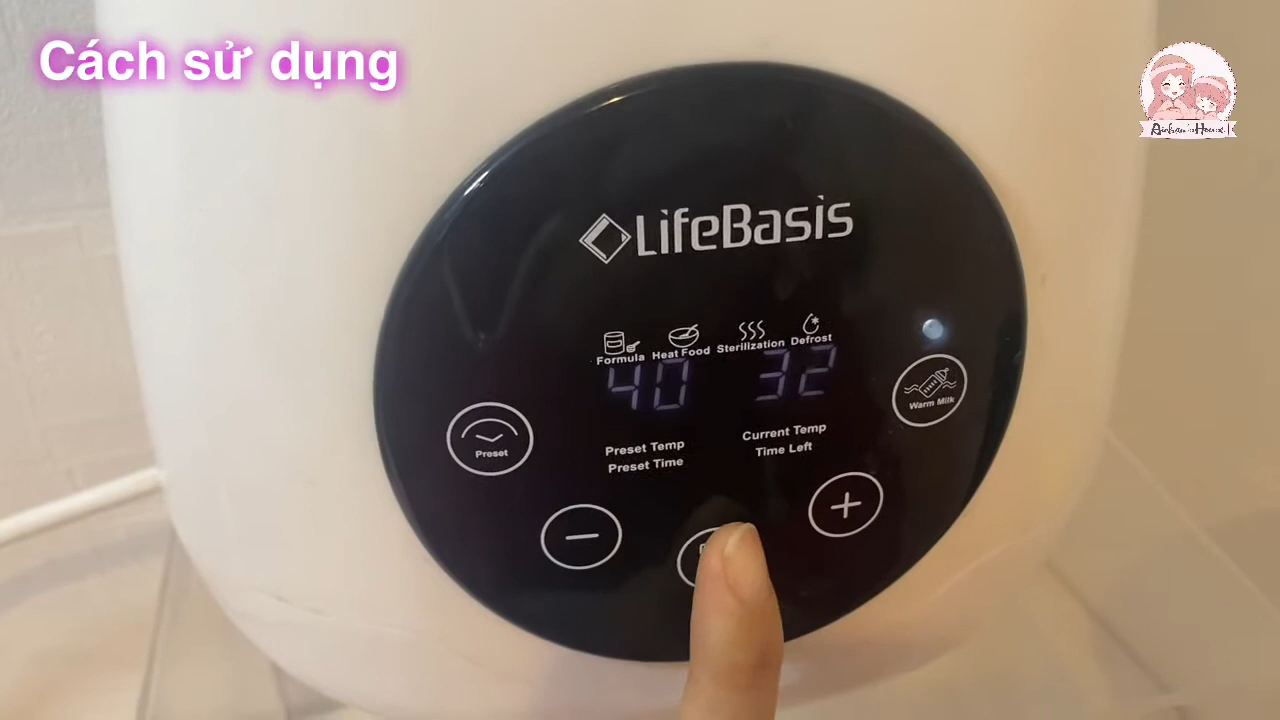 Cách sử dụng
LifeBasis
Formula Heat Food Sterilization Defrost
40 32
Warm Milk
Preset
Preset Temp Current Temp
Preset Time Time Left
− +